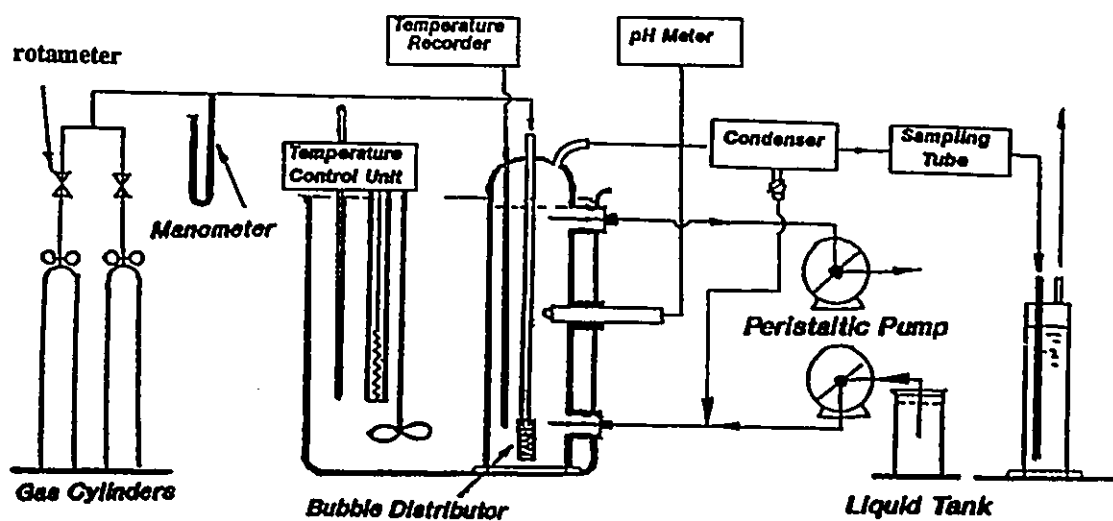 Temperature
Recorder
pH Meter
rotameter
Condenser
Sampling
Tube
Temperature
Control Unit
Manometer
Peristaltic Pump
Gas Cylinders
Bubble Distributor
Liquid Tank